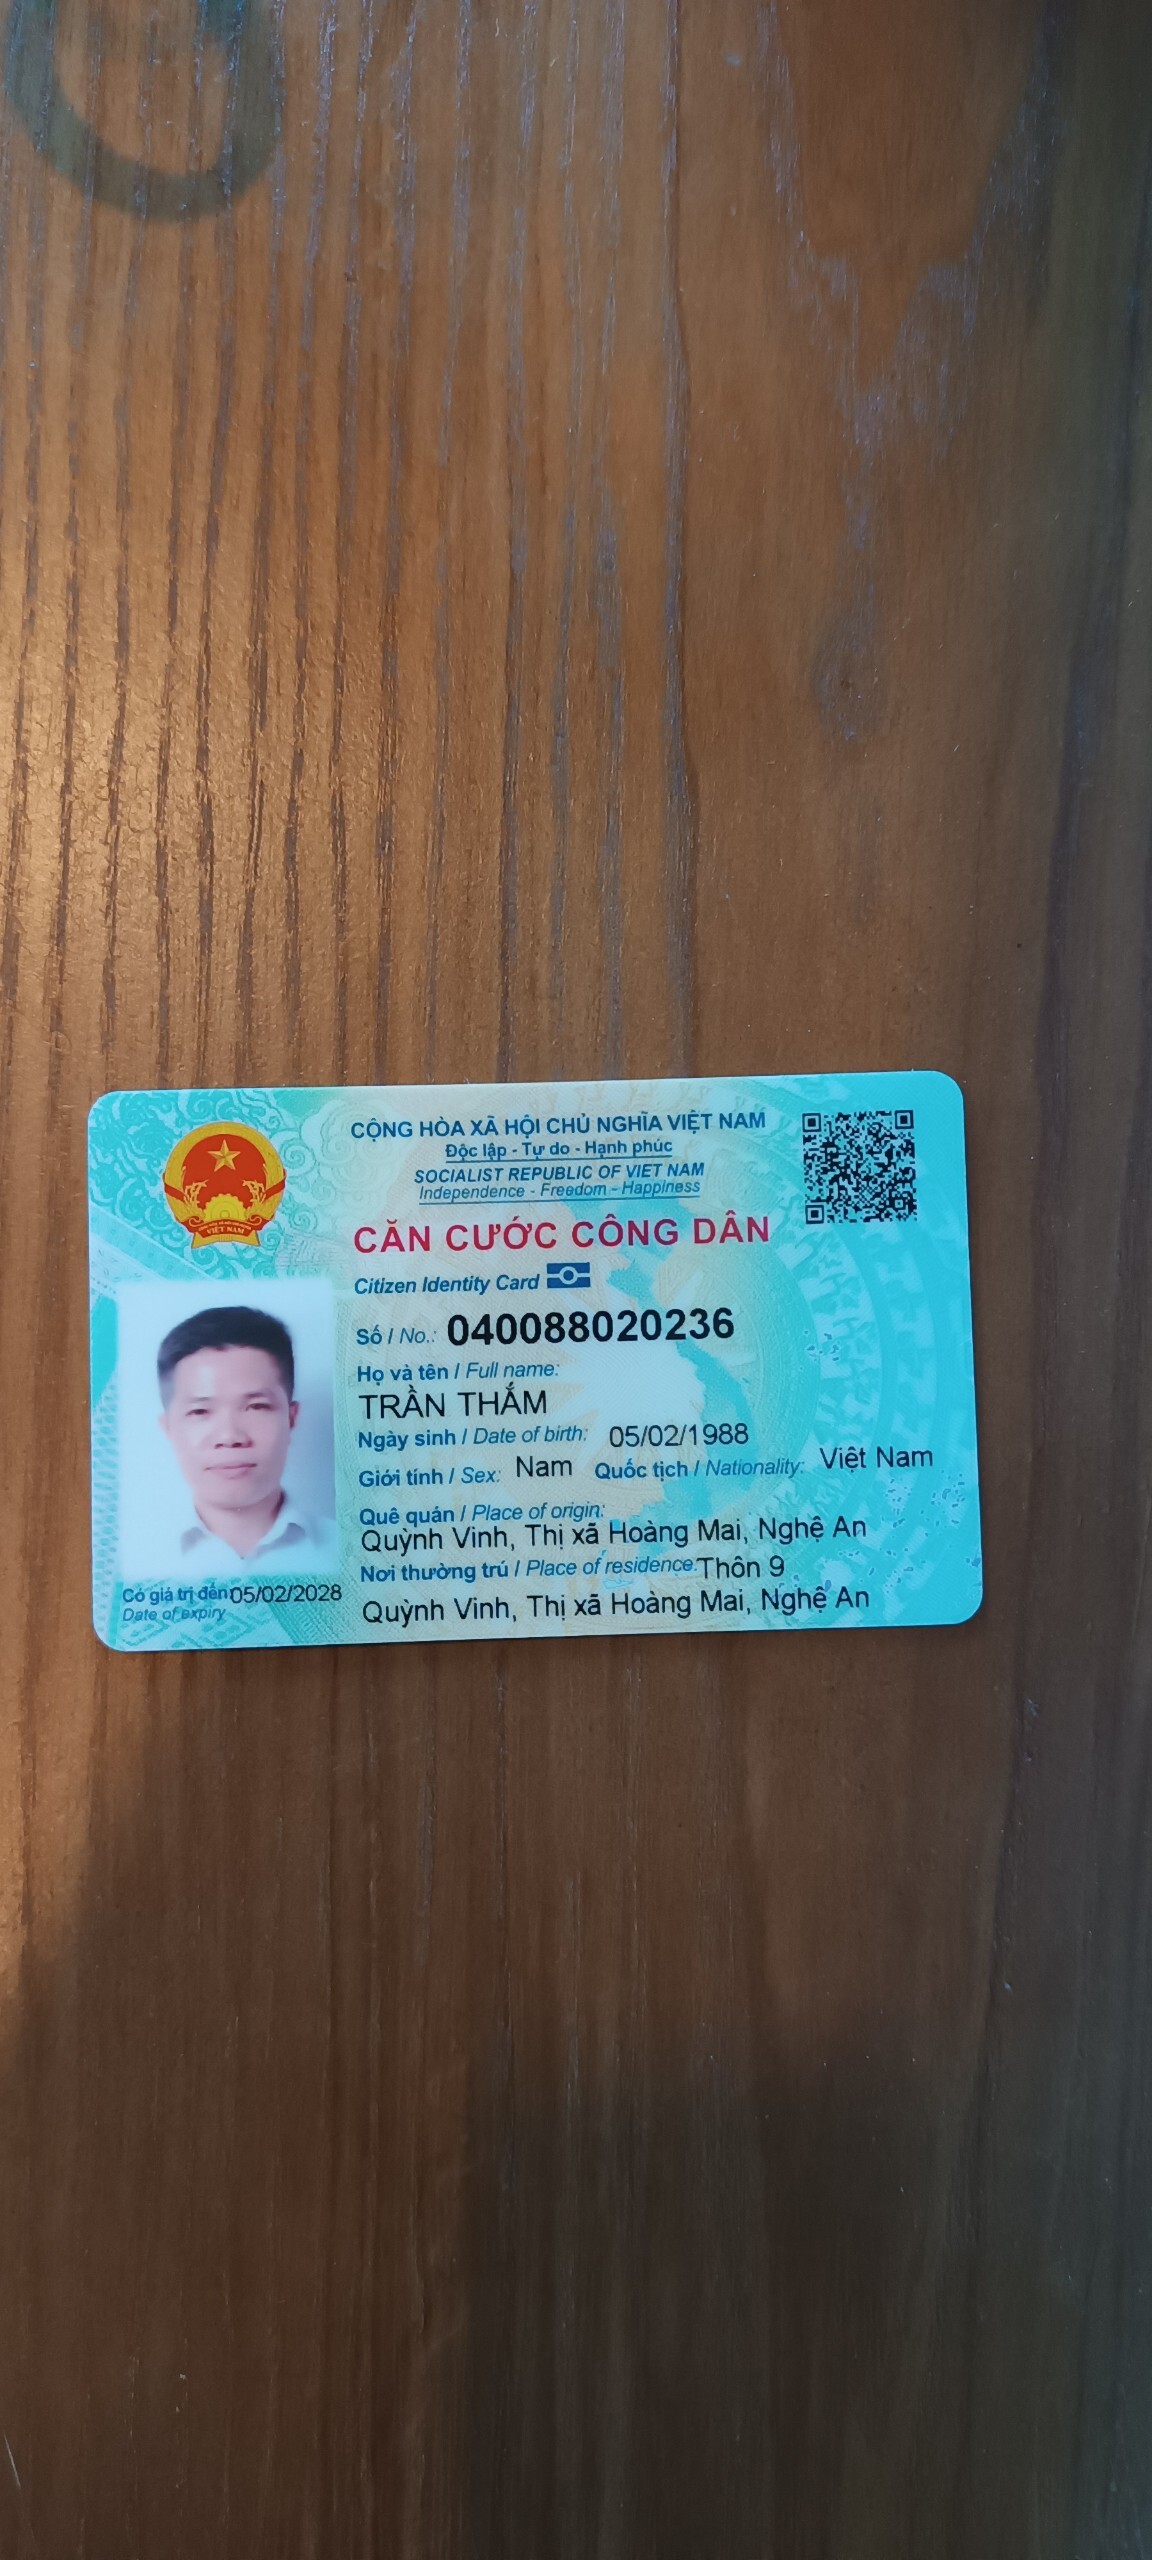 CỘNG HÒA XÃ HỘI CHỦ NGHĨA VIỆT NAM
Độc lập - Tự do - Hạnh phúc
SOCIALIST REPUBLIC OF VIET NAM
Independence - Freedom - Happiness
CĂN CƯỚC CÔNG DÂN
Citizen Identity Card
Số / No.: 040088020236
Họ và tên / Full name:
TRẦN THẮM
Ngày sinh / Date of birth: 05/02/1988
Giới tính / Sex: Nam Quốc tịch / Nationality: Việt Nam
Quê quán / Place of origin:
Quỳnh Vinh, Thị xã Hoàng Mai, Nghệ An
Nơi thường trú / Place of residence: Thôn 9
Quỳnh Vinh, Thị xã Hoàng Mai, Nghệ An
Có giá trị đến: 05/02/2028
Date of expiry
VIỆT NAM